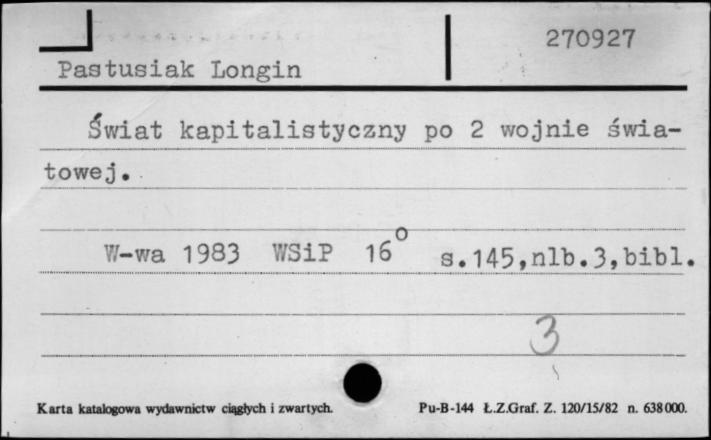 270927
Pastusiak Longin
Świat kapitalistyczny po 2 wojnie świa-
towej.
W-wa 1983 WSiP 16° s.145,nlb.3,bibl.
3
Karta katalogowa wydawnictw ciągłych i zwartych. Pu-B-144 Ł.Z.Graf. Z. 120/15/82 n. 638000.